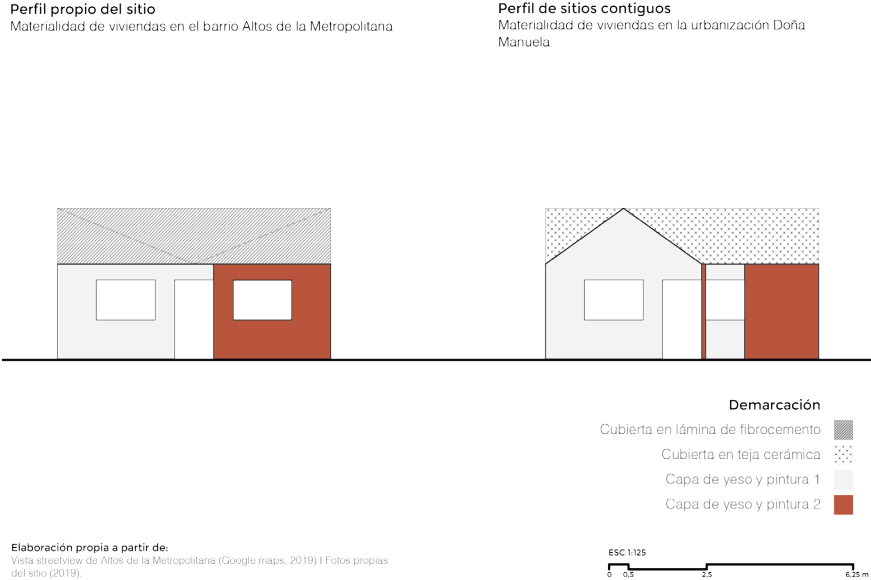 Perfil propio del sitio
Materialidad de viviendas en el barrio Altos de la Metropolitana
Perfil de sitios contiguos
Materialidad de viviendas en la urbanización Doña
Manuela
Demarcación
Cubierta en lámina de fibrocemento
Cubierta en teja cerámica
Capa de yeso y pintura 1
Capa de yeso y pintura 2
Elaboración propia a partir de:
Vista streetview de Altos de la Metropolitana (Google maps, 2019) | Fotos propias
del sitio (2019).
ESC 1:125
0 0,5 2,5 6,25 m